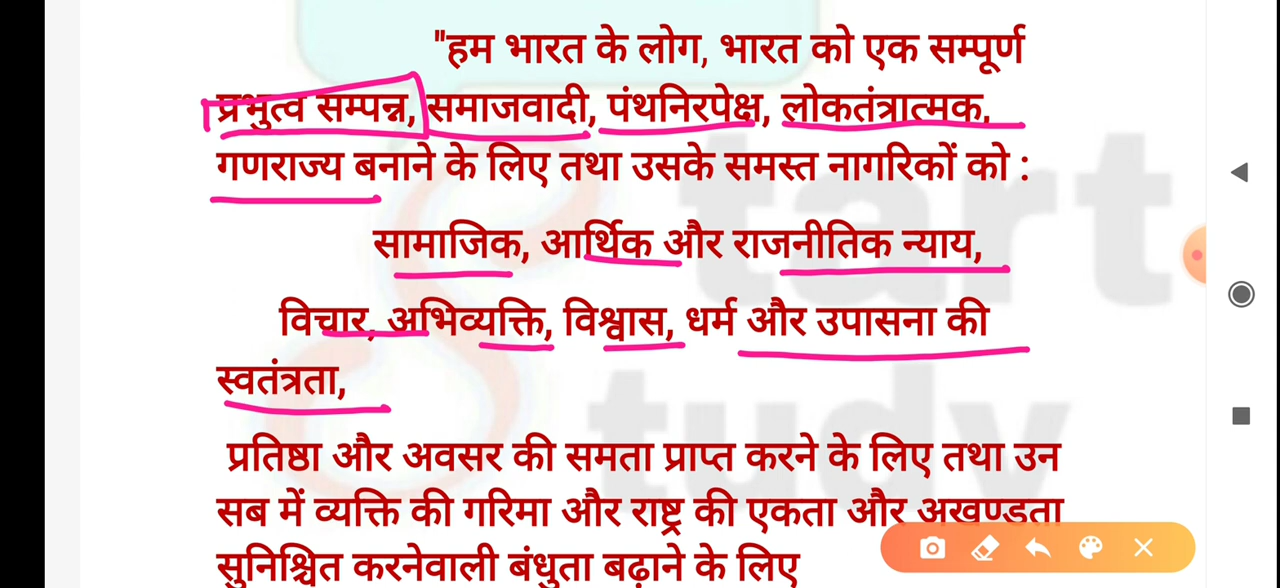 "हम भारत के लोग, भारत को एक सम्पूर्ण
प्रभुत्व सम्पन्न, समाजवादी, पंथनिरपेक्ष, लोकतंत्रात्मक,
गणराज्य बनाने के लिए तथा उसके समस्त नागरिकों को :
सामाजिक, आर्थिक और राजनीतिक न्याय,
विचार, अभिव्यक्ति, विश्वास, धर्म और उपासना की
स्वतंत्रता,
प्रतिष्ठा और अवसर की समता प्राप्त करने के लिए तथा उन
सब में व्यक्ति की गरिमा और राष्ट्र की एकता और अखण्डता
सुनिश्चित करनेवाली बंधुता बढ़ाने के लिए
tart
tudy